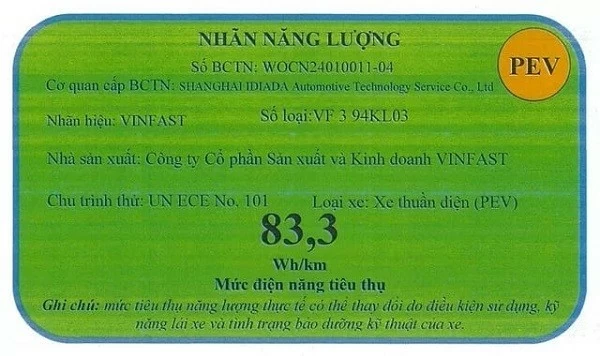 NHÃN NĂNG LƯỢNG
Số BCTN: WOCN24010011-04
PEV
Cơ quan cấp BCTN: SHANGHAI IDIADA Automotive Technology Service Co., Ltd
Nhãn hiệu: VINFAST Số loại: VF 3 94KL03
Nhà sản xuất: Công ty Cổ phần Sản xuất và Kinh doanh VINFAST
Chu trình thử: UN ECE No. 101 Loại xe: Xe thuần điện (PEV)
83,3
Wh/km
Mức điện năng tiêu thụ
Ghi chú: mức tiêu thụ năng lượng thực tế có thể thay đổi do điều kiện sử dụng, kỹ
năng lái xe và tình trạng bảo dưỡng kỹ thuật của xe.